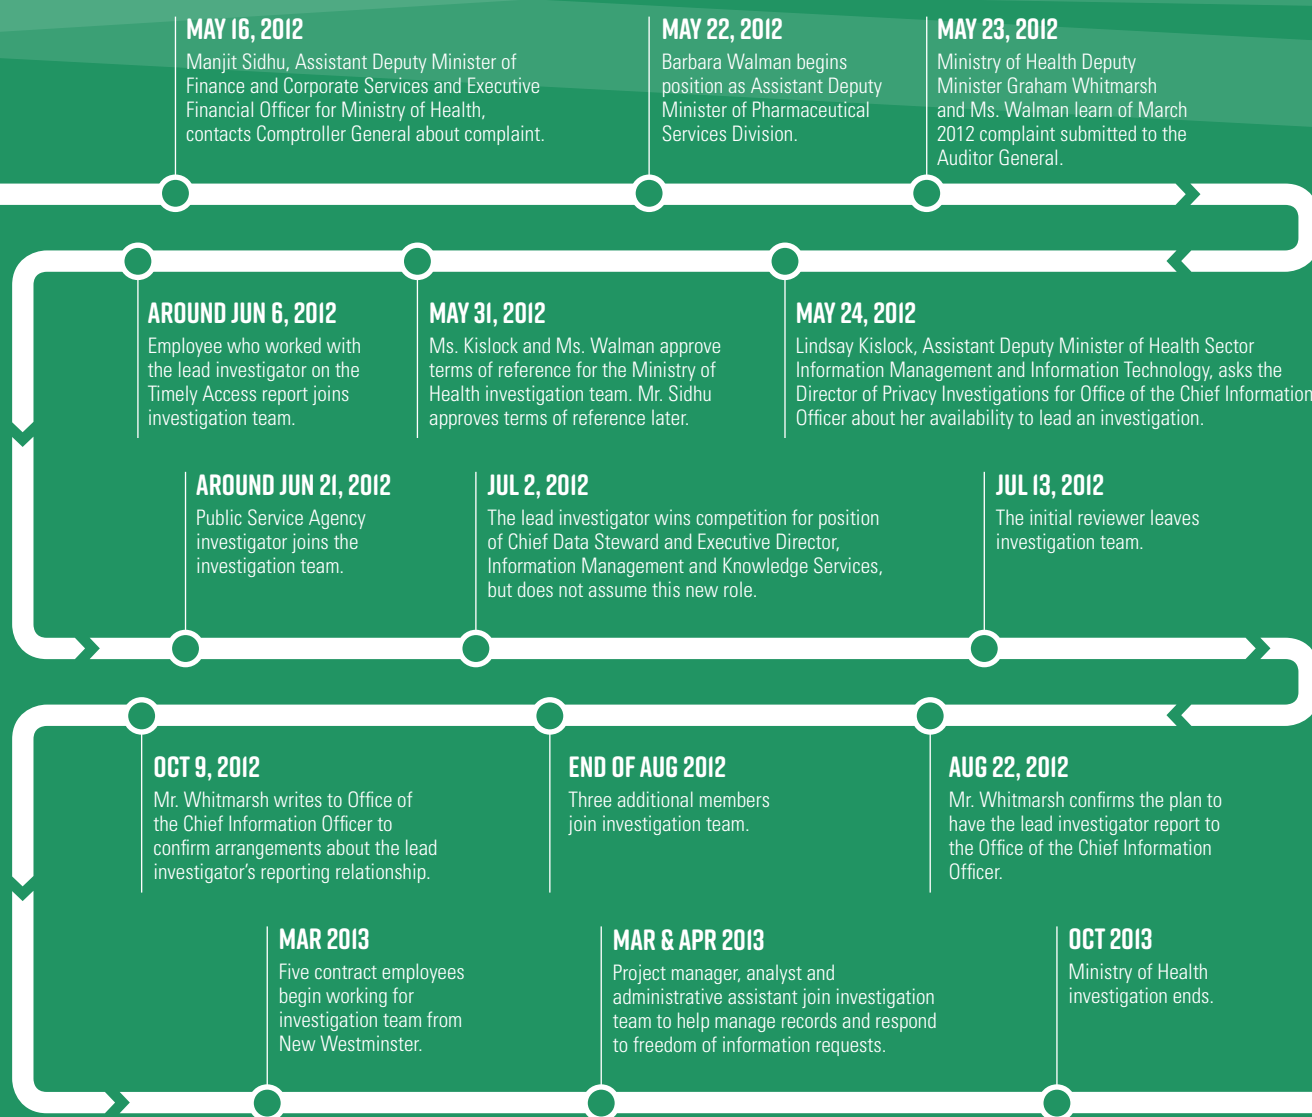 MAY 16, 2012
Manjit Sidhu, Assistant Deputy Minister of
Finance and Corporate Services and Executive
Financial Officer for Ministry of Health,
contacts Comptroller General about complaint.
MAY 22, 2012
Barbara Walman begins
position as Assistant Deputy
Minister of Pharmaceutical
Services Division.
MAY 23, 2012
Ministry of Health Deputy
Minister Graham Whitmarsh
and Ms. Walman learn of March
2012 complaint submitted to the
Auditor General.
MAY 24, 2012
Lindsay Kislock, Assistant Deputy Minister of Health Sector
Information Management and Information Technology, asks the
Director of Privacy Investigations for Office of the Chief Information
Officer about her availability to lead an investigation.
MAY 31, 2012
Ms. Kislock and Ms. Walman approve
terms of reference for the Ministry of
Health investigation team. Mr. Sidhu
approves terms of reference later.
AROUND JUN 6, 2012
Employee who worked with
the lead investigator on the
Timely Access report joins
investigation team.
AROUND JUN 21, 2012
Public Service Agency
investigator joins the
investigation team.
JUL 2, 2012
The lead investigator wins competition for position
of Chief Data Steward and Executive Director,
Information Management and Knowledge Services,
but does not assume this new role.
JUL 13, 2012
The initial reviewer leaves
investigation team.
AUG 22, 2012
Mr. Whitmarsh confirms the plan to
have the lead investigator report to
the Office of the Chief Information
Officer.
END OF AUG 2012
Three additional members
join investigation team.
OCT 9, 2012
Mr. Whitmarsh writes to Office of
the Chief Information Officer to
confirm arrangements about the lead
investigator's reporting relationship.
MAR 2013
Five contract employees
begin working for
investigation team from
New Westminster.
MAR & APR 2013
Project manager, analyst and
administrative assistant join investigation
team to help manage records and respond
to freedom of information requests.
OCT 2013
Ministry of Health
investigation ends.